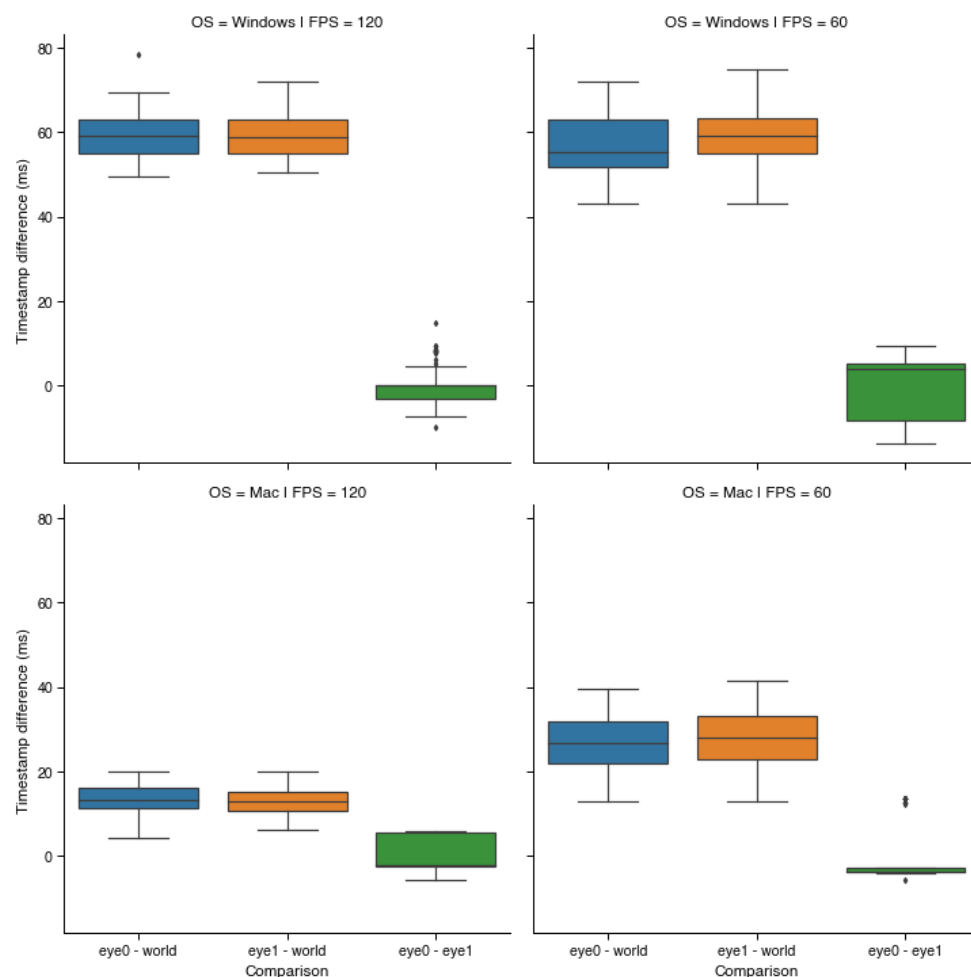 OS = Windows | FPS = 120
OS = Windows | FPS = 60
80
60
40
20
0
Timestamp difference (ms)
OS = Mac | FPS = 120
OS = Mac | FPS = 60
80
60
40
20
0
Timestamp difference (ms)
eye0 - world
eye1 - world
eye0 - eye1
Comparison
eye0 - world
eye1 - world
eye0 - eye1
Comparison